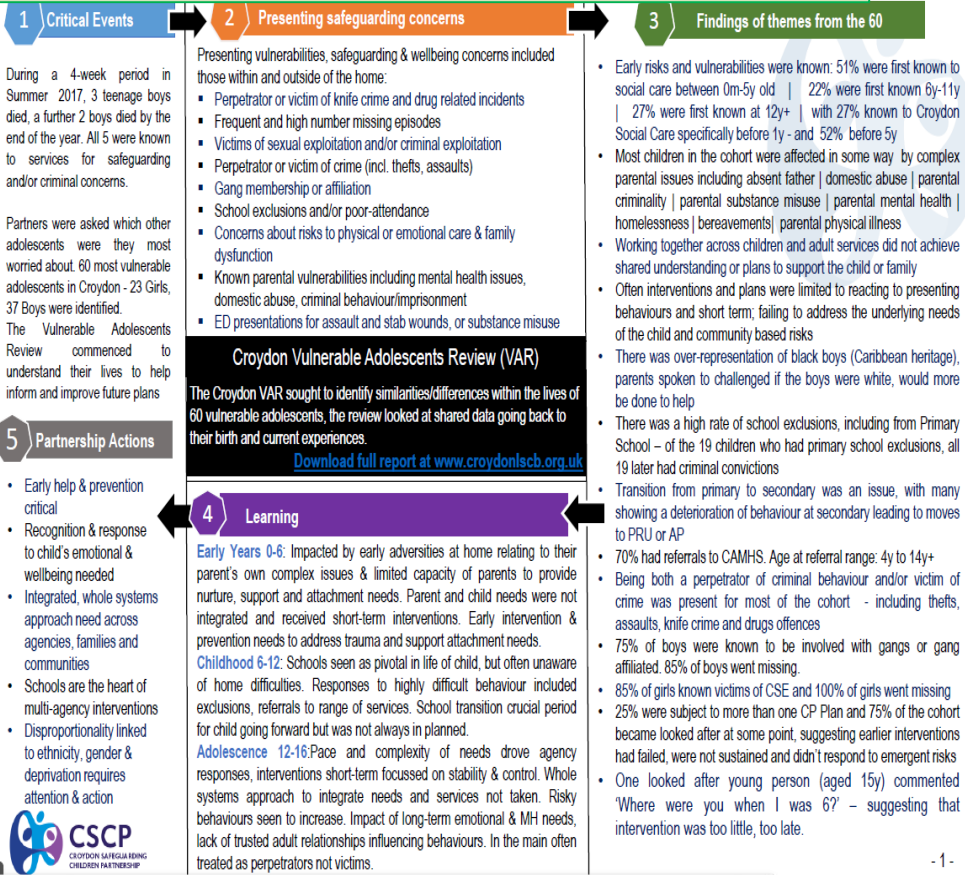 1 Critical Events
During a 4-week period in
Summer 2017, 3 teenage boys
died, a further 2 boys died by the
end of the year. All 5 were known
to services for safeguarding
and/or criminal concerns.
Partners were asked which other
adolescents were they most
worried about. 60 most vulnerable
adolescents in Croydon - 23 Girls,
37 Boys were identified.
The Vulnerable Adolescents
Review commenced to
understand their lives to help
inform and improve future plans
2 Presenting safeguarding concerns
Presenting vulnerabilities, safeguarding & wellbeing concerns included
those within and outside of the home:
▪ Perpetrator or victim of knife crime and drug related incidents
▪ Frequent and high number missing episodes
▪ Victims of sexual exploitation and/or criminal exploitation
▪ Perpetrator or victim of crime (incl. thefts, assaults)
▪ Gang membership or affiliation
▪ School exclusions and/or poor-attendance
▪ Concerns about risks to physical or emotional care & family
dysfunction
▪ Known parental vulnerabilities including mental health issues,
domestic abuse, criminal behaviour/imprisonment
▪ ED presentations for assault and stab wounds, or substance misuse
Croydon Vulnerable Adolescents Review (VAR)
The Croydon VAR sought to identify similarities/differences within the lives of
60 vulnerable adolescents, the review looked at shared data going back to
their birth and current experiences.
Download full report at www.croydonlscb.org.uk
3 Findings of themes from the 60
• Early risks and vulnerabilities were known: 51% were first known to
social care between 0m-5y old | 22% were first known 6y-11y
| 27% were first known at 12y+ | with 27% known to Croydon
Social Care specifically before 1y - and 52% before 5y
• Most children in the cohort were affected in some way by complex
parental issues including absent father | domestic abuse | parental
criminality | parental substance misuse | parental mental health |
homelessness | bereavements| parental physical illness
• Working together across children and adult services did not achieve
shared understanding or plans to support the child or family
• Often interventions and plans were limited to reacting to presenting
behaviours and short term; failing to address the underlying needs
of the child and community based risks
• There was over-representation of black boys (Caribbean heritage),
parents spoken to challenged if the boys were white, would more
be done to help
• There was a high rate of school exclusions, including from Primary
School – of the 19 children who had primary school exclusions, all
19 later had criminal convictions
• Transition from primary to secondary was an issue, with many
showing a deterioration of behaviour at secondary leading to moves
to PRU or AP
• 70% had referrals to CAMHS. Age at referral range: 4y to 14y+
• Being both a perpetrator of criminal behaviour and/or victim of
crime was present for most of the cohort - including thefts,
assaults, knife crime and drugs offences
• 75% of boys were known to be involved with gangs or gang
affiliated. 85% of boys went missing.
• 85% of girls known victims of CSE and 100% of girls went missing
• 25% were subject to more than one CP Plan and 75% of the cohort
became looked after at some point, suggesting earlier interventions
had failed, were not sustained and didn't respond to emergent risks
• One looked after young person (aged 15y) commented
'Where were you when I was 6?' – suggesting that
intervention was too little, too late.
4 Learning
Early Years 0-6: Impacted by early adversities at home relating to their
parent's own complex issues & limited capacity of parents to provide
nurture, support and attachment needs. Parent and child needs were not
integrated and received short-term interventions. Early intervention &
prevention needs to address trauma and support attachment needs.
Childhood 6-12: Schools seen as pivotal in life of child, but often unaware
of home difficulties. Responses to highly difficult behaviour included
exclusions, referrals to range of services. School transition crucial period
for child going forward but was not always in planned.
Adolescence 12-16:Pace and complexity of needs drove agency
responses, interventions short-term focussed on stability & control. Whole
systems approach to integrate needs and services not taken. Risky
behaviours seen to increase. Impact of long-term emotional & MH needs,
lack of trusted adult relationships influencing behaviours. In the main often
treated as perpetrators not victims.
5 Partnership Actions
• Early help & prevention
critical
• Recognition & response
to child's emotional &
wellbeing needed
• Integrated, whole systems
approach need across
agencies, families and
communities
• Schools are the heart of
multi-agency interventions
• Disproportionality linked
to ethnicity, gender &
deprivation requires
attention & action
CSCP
CROYDON SAFEGUARDING
CHILDREN PARTNERSHIP
- 1 -